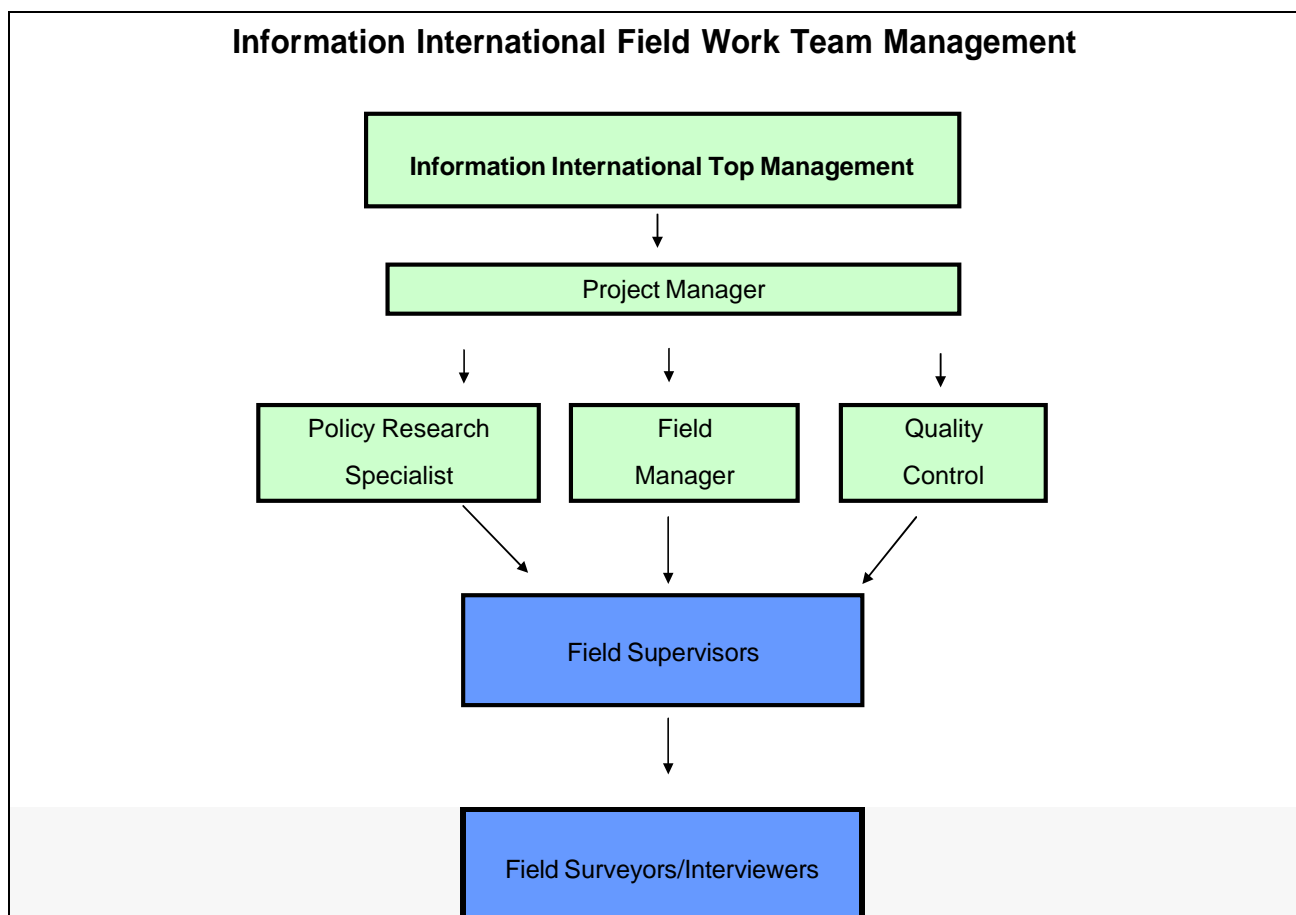 Information International Field Work Team Management
Information International Top Management
Project Manager
Policy Research
Specialist
Field
Manager
Quality
Control
Field Supervisors
Field Surveyors/Interviewers